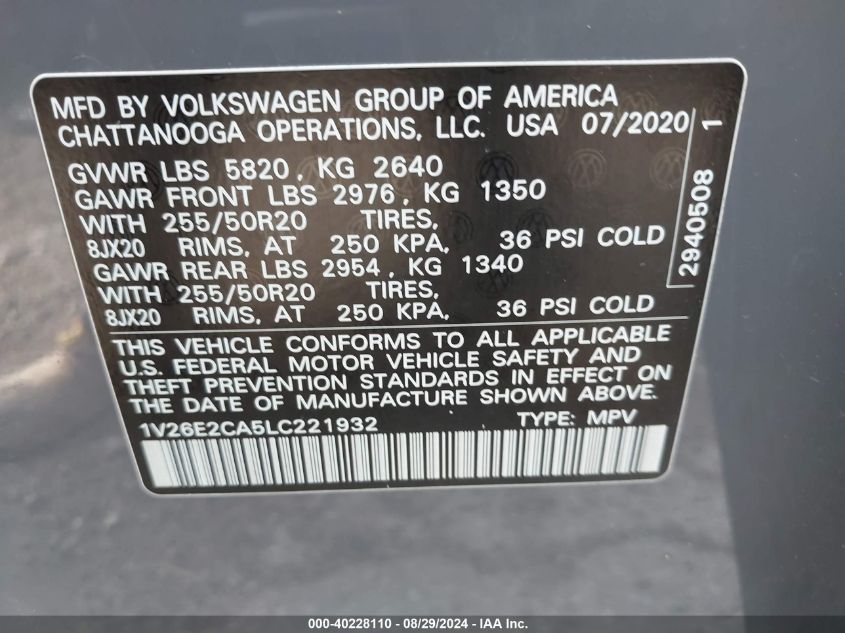 MFD BY VOLKSWAGEN GROUP OF AMERICA
CHATTANOOGA OPERATIONS, LLC. USA 07/2020
GVWR LBS 5820, KG 2640
GAWR FRONT LBS 2976, KG 1350
WITH 255/50R20 TIRES,
8JX20 RIMS, AT 250 KPA, 36 PSI COLD
GAWR REAR LBS 2954, KG 1340
WITH 255/50R20 TIRES,
8JX20 RIMS, AT 250 KPA, 36 PSI COLD
2940508 1
THIS VEHICLE CONFORMS TO ALL APPLICABLE
U.S. FEDERAL MOTOR VEHICLE SAFETY AND
THEFT PREVENTION STANDARDS IN EFFECT ON
THE DATE OF MANUFACTURE SHOWN ABOVE.
1V26E2CA5LC221932 TYPE: MPV
000-40228110 - 08/29/2024 - IAA Inc.